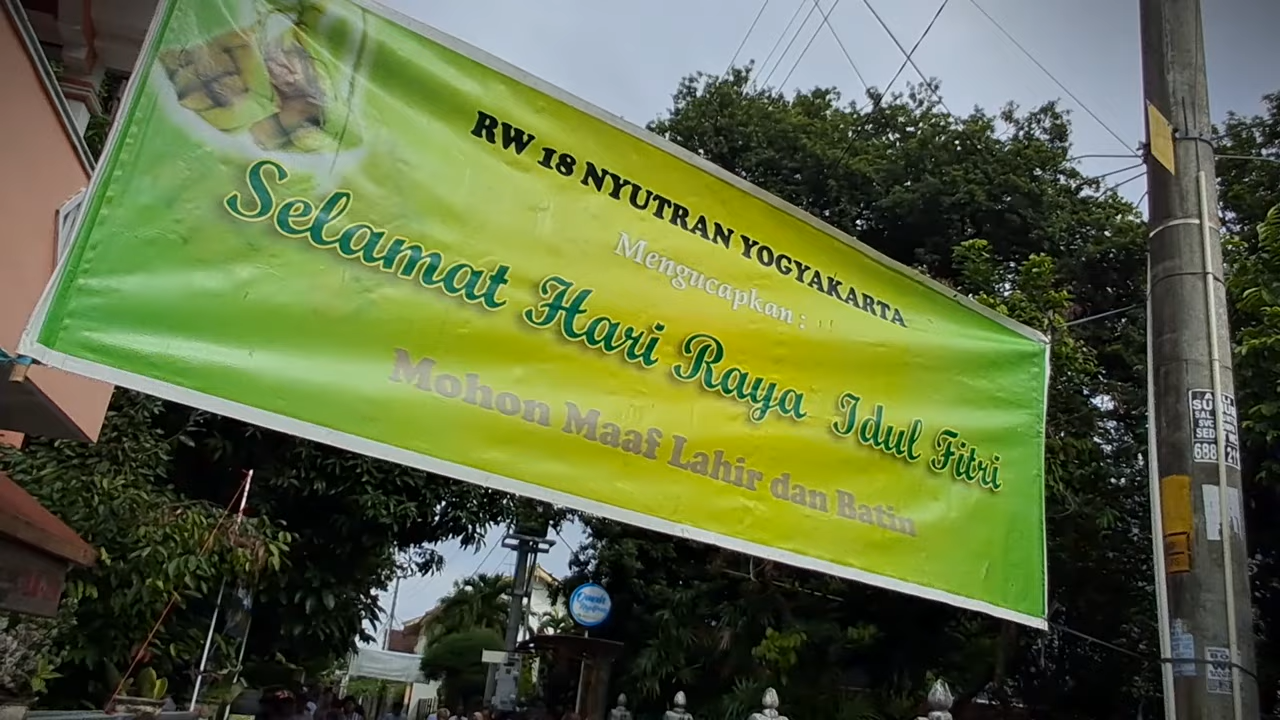 RW 18 NYUTRAN YOGYAKARTA
Mengucapkan :
Selamat Hari Raya Idul Fitri
Mohon Maaf Lahir dan Batin